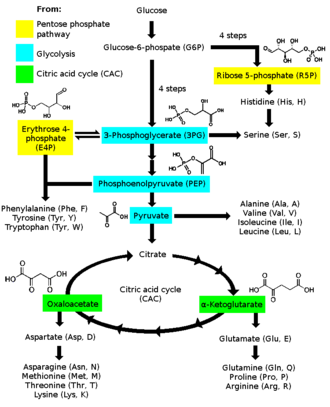 From:
Pentose phosphate
pathway
Glycolysis
Citric acid cycle (CAC)
Glucose
Glucose-6-phosphate (G6P)
4 steps
4 steps
Ribose 5-phosphate (R5P)
Histidine (His, H)
Erythrose 4-
phosphate
(E4P)
3-Phosphoglycerate (3PG)
Serine (Ser, S)
Phosphoenolpyruvate (PEP)
Phenylalanine (Phe, F)
Tyrosine (Tyr, Y)
Tryptophan (Tyr, W)
Pyruvate
Alanine (Ala, A)
Valine (Val, V)
Isoleucine (Ile, I)
Leucine (Leu, L)
Citrate
Citric acid cycle
(CAC)
Oxaloacetate
α-Ketoglutarate
Aspartate (Asp, D)
Glutamate (Glu, E)
Asparagine (Asn, N)
Methionine (Met, M)
Threonine (Thr, T)
Lysine (Lys, K)
Glutamine (Gln, Q)
Proline (Pro, P)
Arginine (Arg, R)